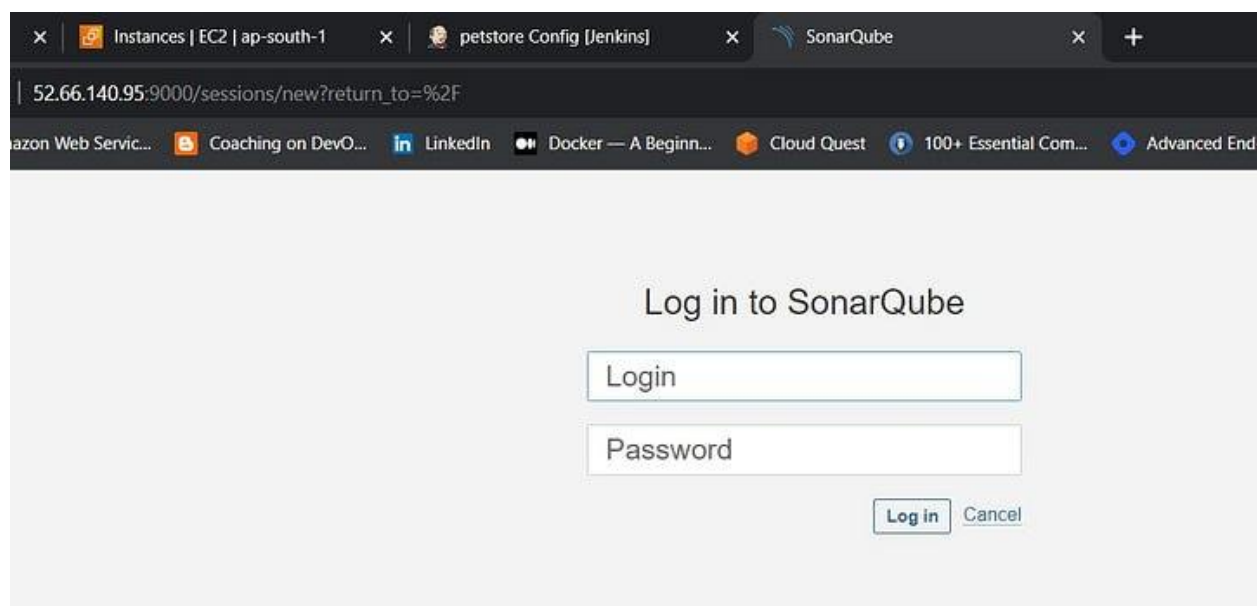 Instances | EC2 | ap-south-1 petstore Config [Jenkins] SonarQube
52.66.140.95:9000/sessions/new?return_to=%2F
azon Web Servic... Coaching on DevO... LinkedIn Docker — A Beginn... Cloud Quest 100+ Essential Com... Advanced End
Log in to SonarQube
Login
Password
Log in Cancel